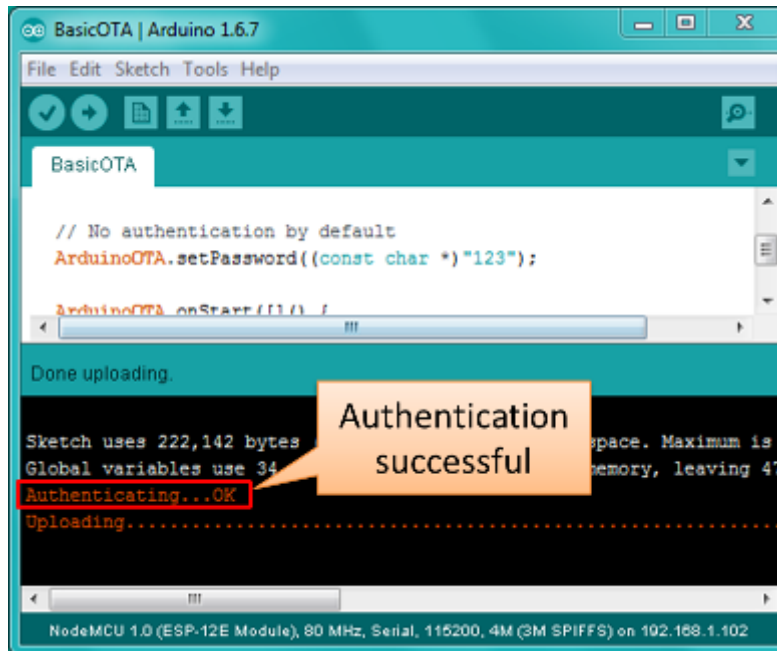 BasicOTA | Arduino 1.6.7
File Edit Sketch Tools Help
BasicOTA
// No authentication by default
ArduinoOTA.setPassword((const char *)"123");
ArduinoOTA.onStart([]() {
Done uploading.
Authentication
successful
Sketch uses 222,142 bytes space. Maximum is
Global variables use 34 memory, leaving 47
Authenticating...OK
Uploading............................................................
NodeMCU 1.0 (ESP-12E Module), 80 MHz, Serial, 115200, 4M (3M SPIFFS) on 192.168.1.102